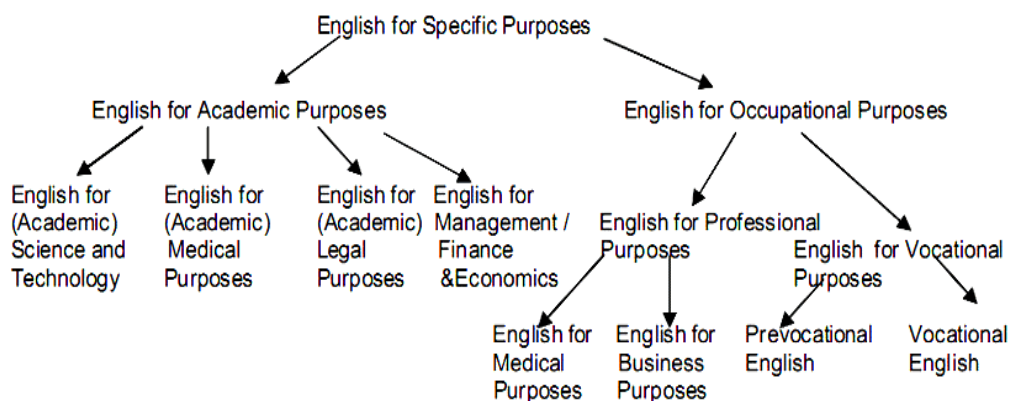 English for Specific Purposes
English for Academic Purposes
English for Occupational Purposes
English for
(Academic)
Science and
Technology
English for
(Academic)
Medical
Purposes
English for
(Academic)
Legal
Purposes
English for
Management /
Finance
&Economics
English for Professional
Purposes
English for Vocational
Purposes
English for
Medical
Purposes
English for
Business
Purposes
Prevocational
English
Vocational
English